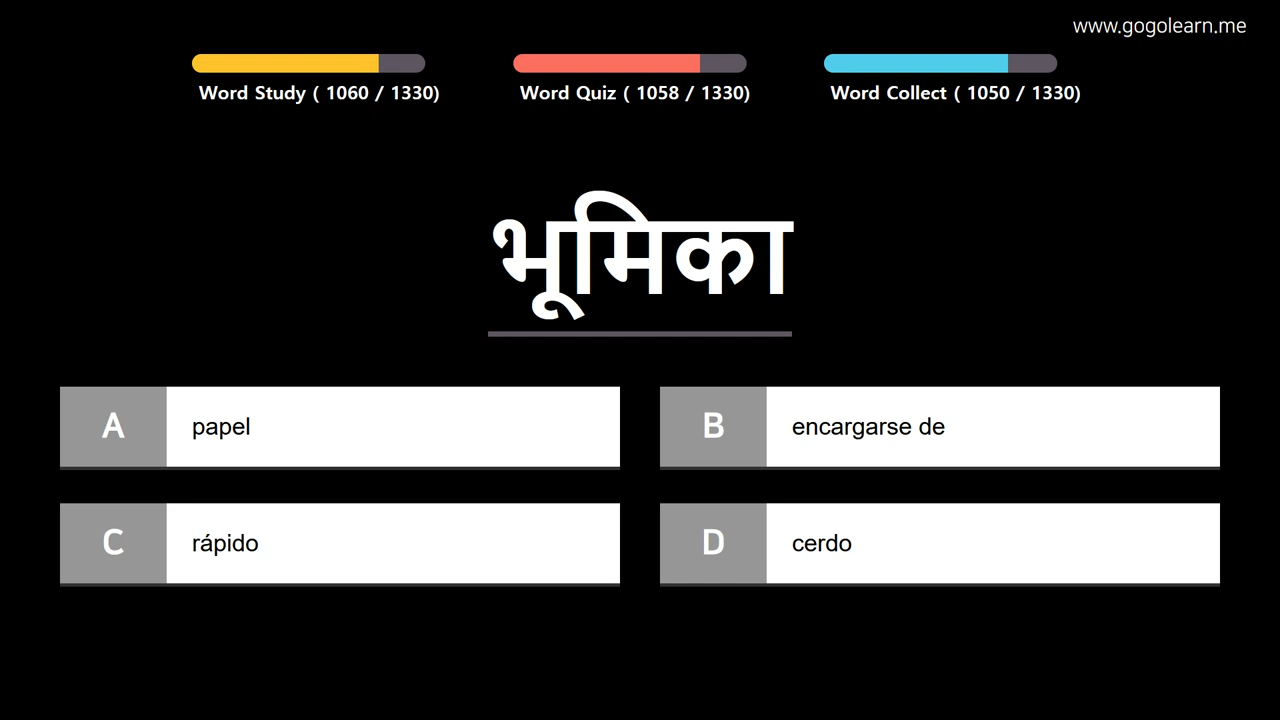 www.gogolearn.me
Word Study ( 1060 / 1330)
Word Quiz ( 1058 / 1330)
Word Collect ( 1050 / 1330)
भूमिका
A papel
B encargarse de
C rápido
D cerdo